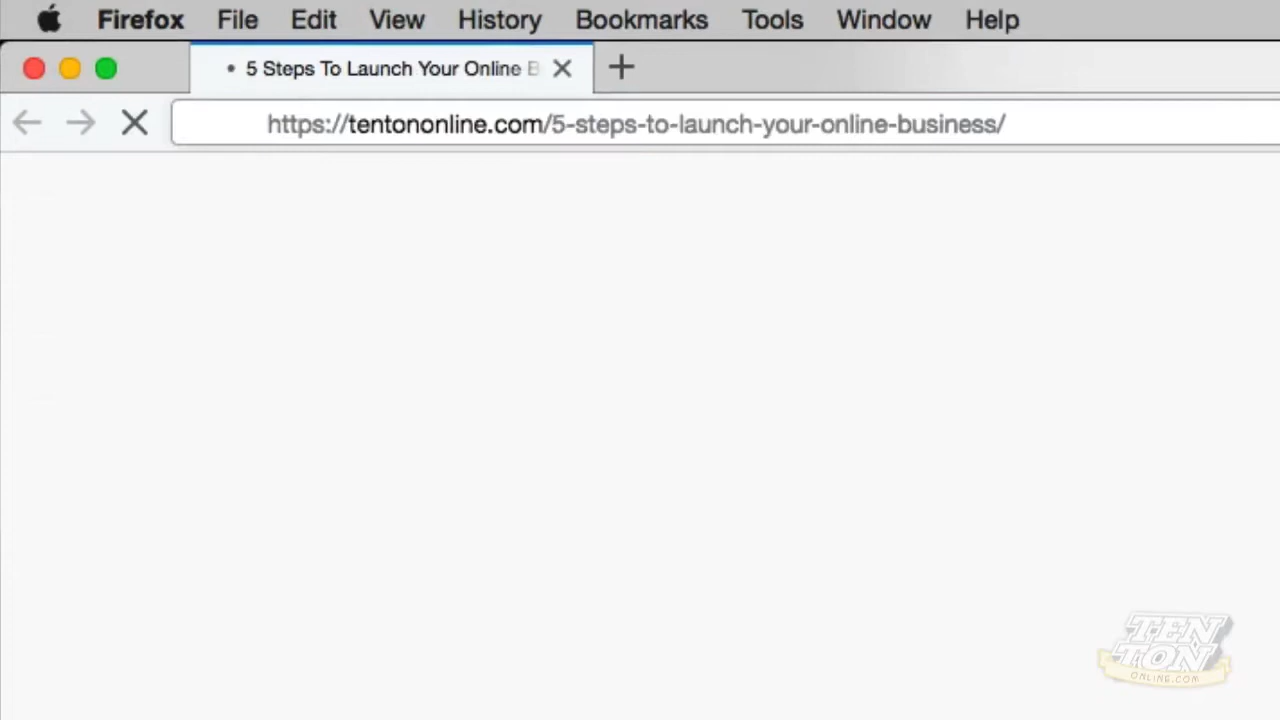 Firefox File Edit View History Bookmarks Tools Window Help
5 Steps To Launch Your Online B
https://tentononline.com/5-steps-to-launch-your-online-business/
TEN
TON
ONLINE.COM